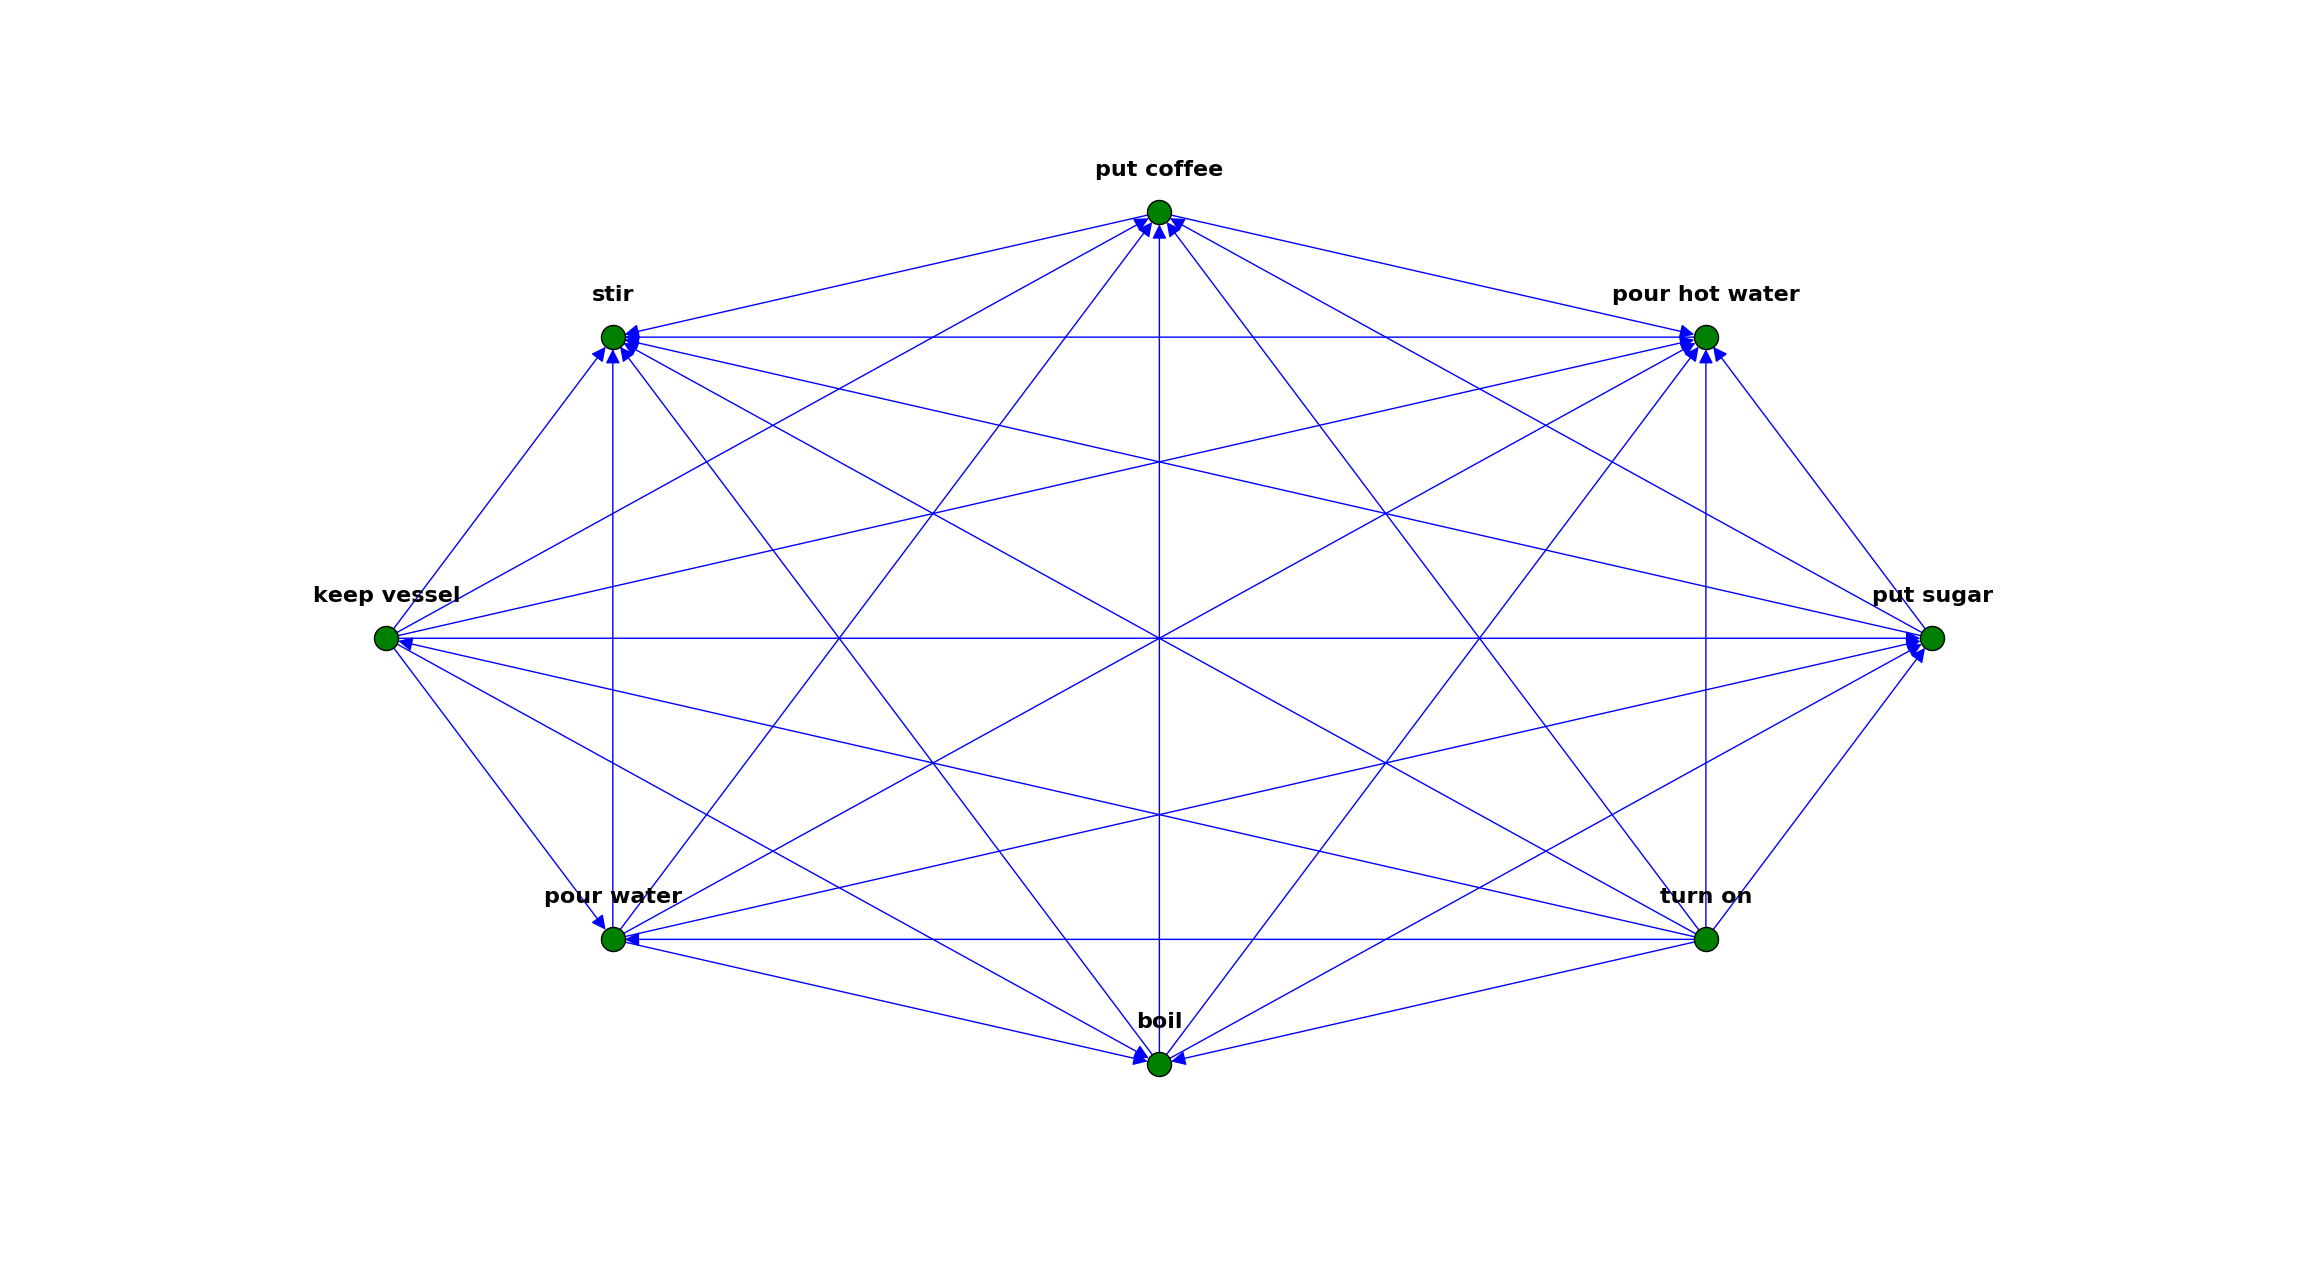 put coffee
stir
pour hot water
keep vessel
put sugar
pour water
turn on
boil